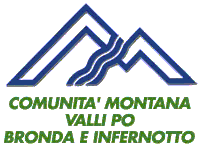 COMUNITA' MONTANA
VALLI PO
BRONDA E INFERNOTTO